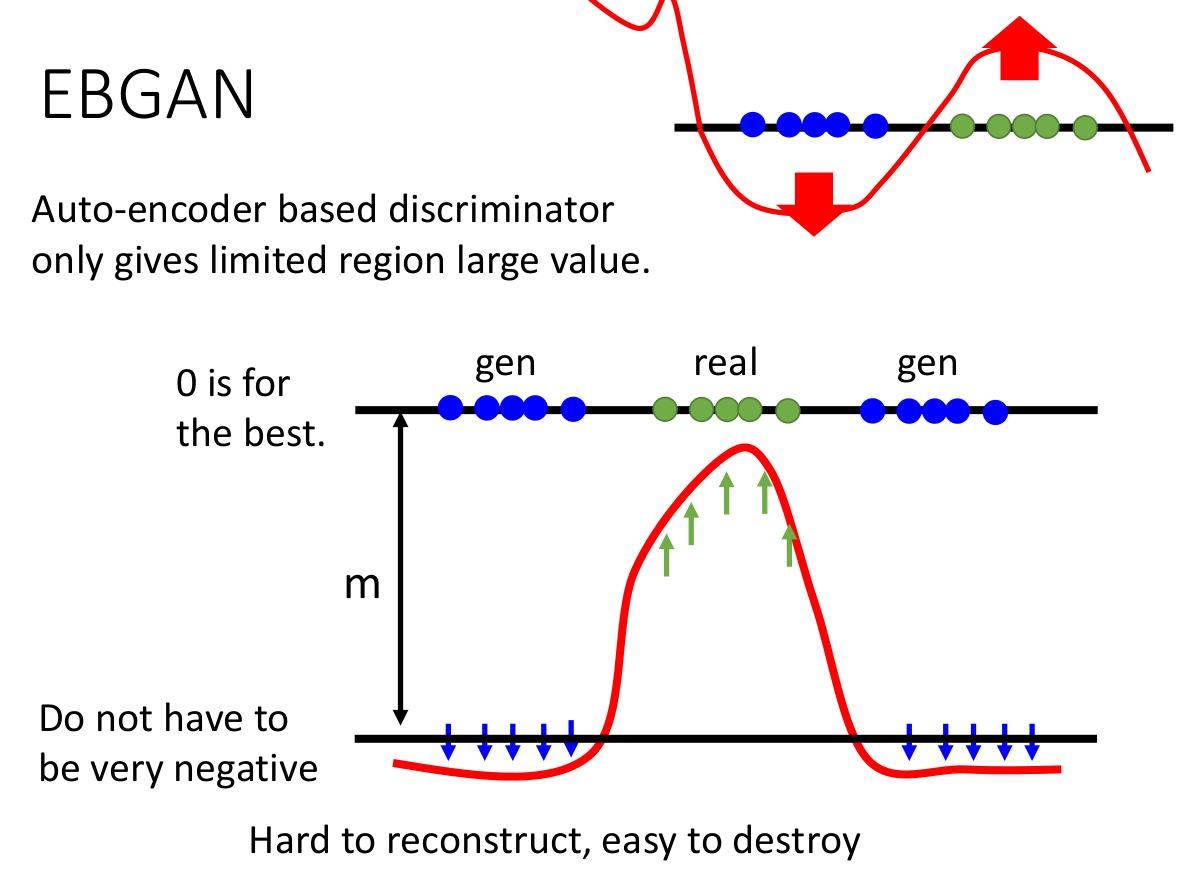 EBGAN
Auto-encoder based discriminator
only gives limited region large value.
gen
real
gen
0 is for
the best.
m
Do not have to
be very negative
Hard to reconstruct, easy to destroy